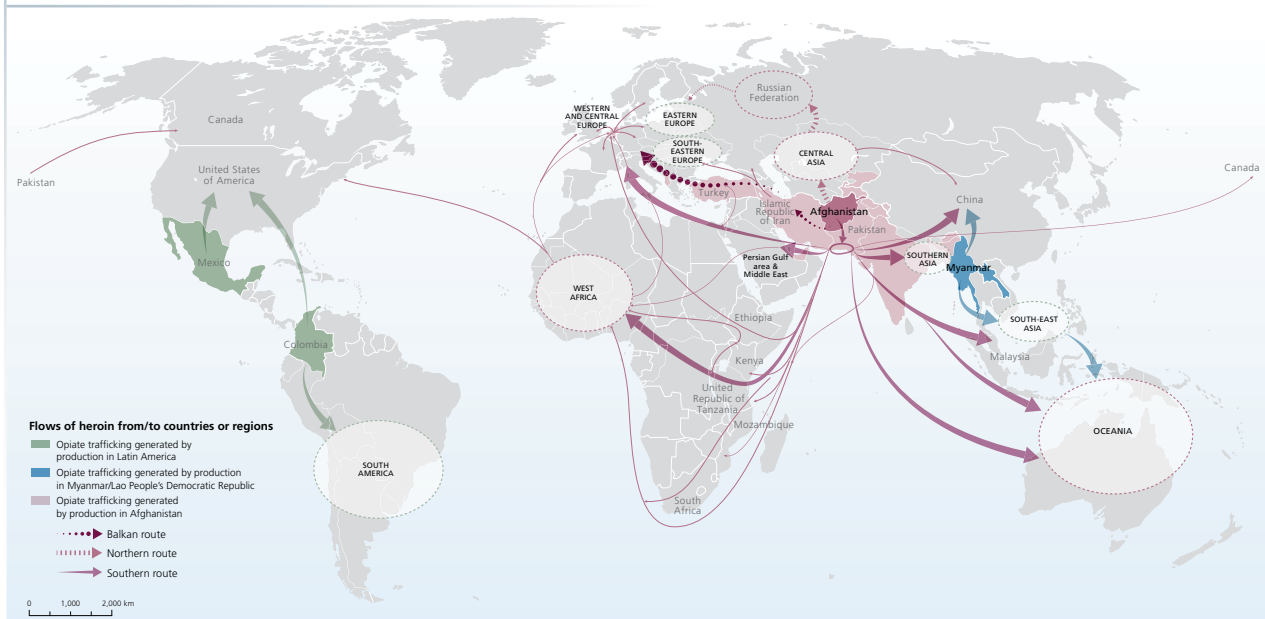 Russian
Federation
WESTERN
AND CENTRAL
EUROPE
Canada
EASTERN
EUROPE
SOUTH-
EASTERN
EUROPE
CENTRAL
ASIA
United States
of America
Pakistan
Canada
Turkey
China
Islamic
Republic
of Iran
Afghanistan
Pakistan
Mexico
Persian Gulf
area &
Middle East
SOUTHERN
ASIA
Myanmar
WEST
AFRICA
Ethiopia
SOUTH-EAST
ASIA
Colombia
Kenya
Malaysia
United
Republic of
Tanzania
Mozambique
OCEANIA
SOUTH
AMERICA
South
Africa
Flows of heroin from/to countries or regions
Opiate trafficking generated by
production in Latin America
Opiate trafficking generated by production
in Myanmar/Lao People's Democratic Republic
Opiate trafficking generated
by production in Afghanistan
Balkan route
Northern route
Southern route
0 1,000 2,000 km